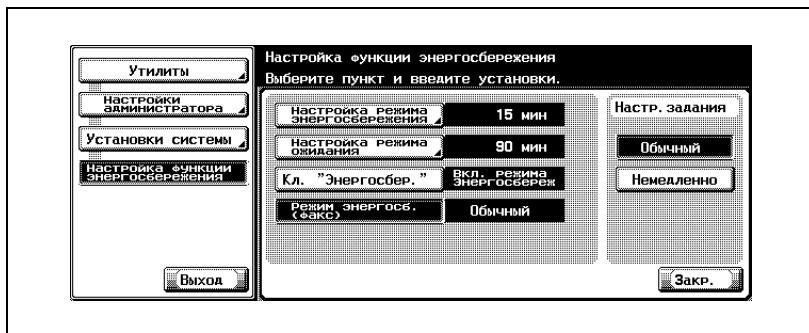 Утилиты
Настройки
администратора
Установки системы
Настройка функции
энергосбережения
Выход
Настройка функции энергосбережения
Выберите пункт и введите установки.
Настройка режима
энергосбережения
15 мин
Настройка режима
ожидания
90 мин
Кл. "Энергосбер."
Вкл. режима
Энергосбереж
Режим энергосб.
(факс)
Обычный
Настр. задания
Обычный
Немедленно
Закр.